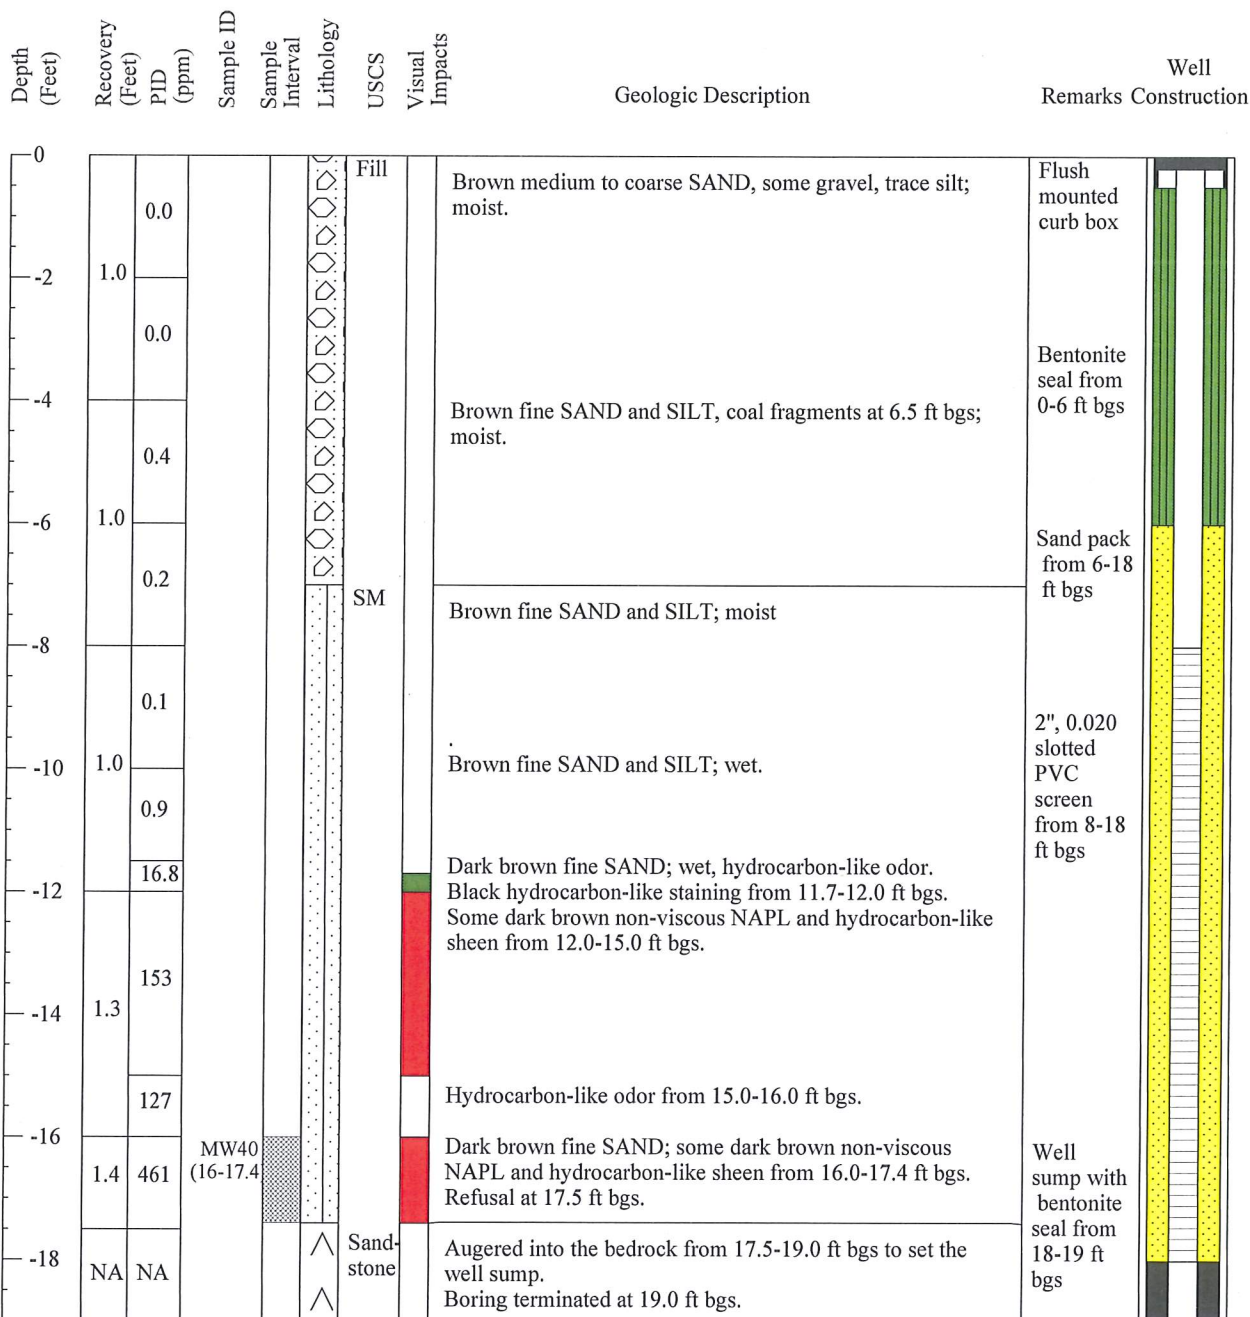 Depth
(Feet)
Recovery
(Feet)
PID
(ppm)
Sample ID
Sample
Interval
Lithology
USCS
Visual
Impacts
Geologic Description
Remarks
Well
Construction
0
-2
-4
-6
-8
-10
-12
-14
-16
-18
1.0
1.0
1.0
1.3
1.4
NA
0.0
0.0
0.4
0.2
0.1
0.9
16.8
153
127
461
NA
MW40
(16-17.4
Fill
SM
Sand-
stone
Brown medium to coarse SAND, some gravel, trace silt;
moist.
Brown fine SAND and SILT, coal fragments at 6.5 ft bgs;
moist.
Brown fine SAND and SILT; moist
.
Brown fine SAND and SILT; wet.
Dark brown fine SAND; wet, hydrocarbon-like odor.
Black hydrocarbon-like staining from 11.7-12.0 ft bgs.
Some dark brown non-viscous NAPL and hydrocarbon-like
sheen from 12.0-15.0 ft bgs.
Hydrocarbon-like odor from 15.0-16.0 ft bgs.
Dark brown fine SAND; some dark brown non-viscous
NAPL and hydrocarbon-like sheen from 16.0-17.4 ft bgs.
Refusal at 17.5 ft bgs.
Augered into the bedrock from 17.5-19.0 ft bgs to set the
well sump.
Boring terminated at 19.0 ft bgs.
Flush
mounted
curb box
Bentonite
seal from
0-6 ft bgs
Sand pack
from 6-18
ft bgs
2", 0.020
slotted
PVC
screen
from 8-18
ft bgs
Well
sump with
bentonite
seal from
18-19 ft
bgs